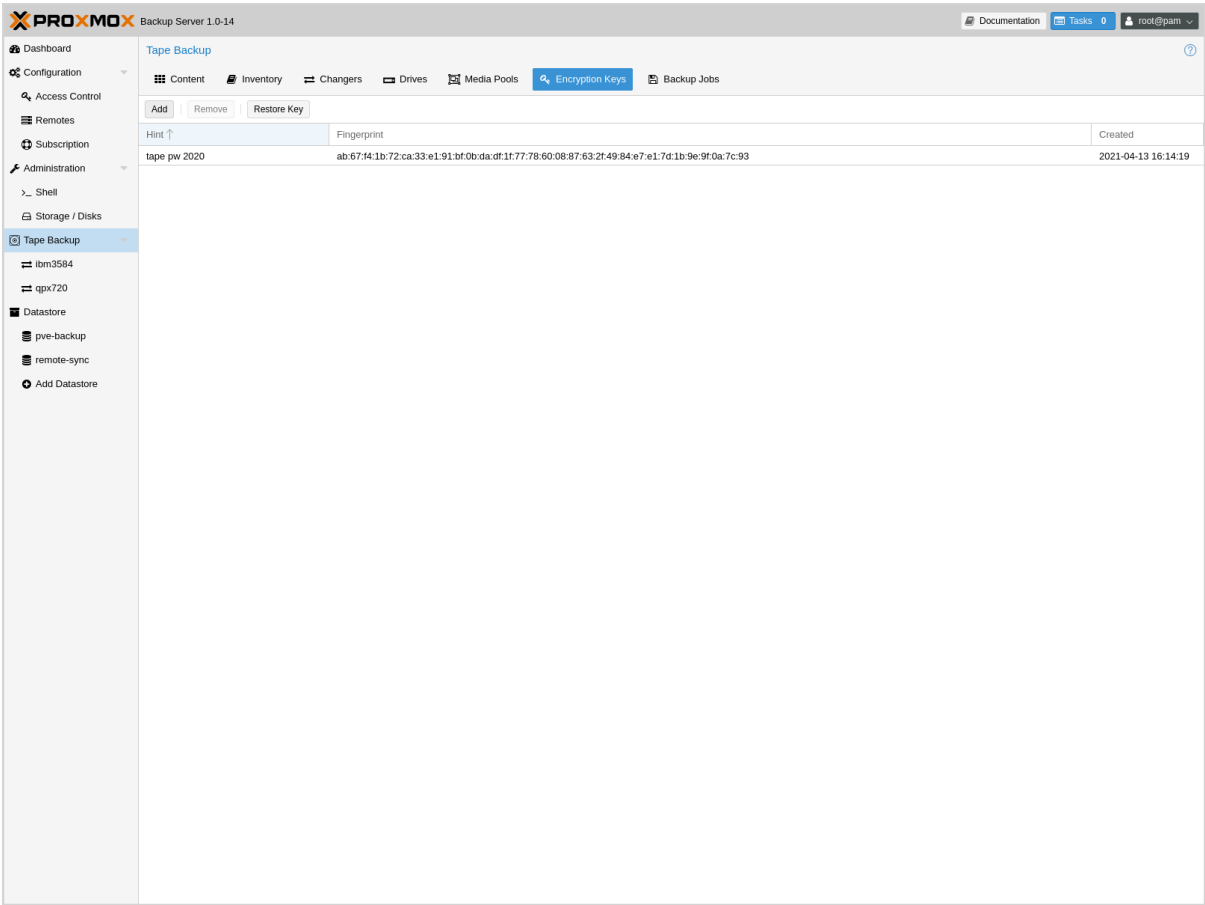 PROXMOX Backup Server 1.0-14 Documentation Tasks 0 root@pam
Dashboard
Configuration
Access Control
Remotes
Subscription
Administration
>_ Shell
Storage / Disks
Tape Backup
ibm3584
qpx720
Datastore
pve-backup
remote-sync
Add Datastore
Tape Backup
Content Inventory Changers Drives Media Pools Encryption Keys Backup Jobs
Add Remove Restore Key
Hint Fingerprint Created
tape pw 2020 ab:67:f4:1b:72:ca:33:e1:91:bf:0b:da:df:1f:77:78:60:08:87:63:2f:49:84:e7:e1:7d:1b:9e:9f:0a:7c:93 2021-04-13 16:14:19